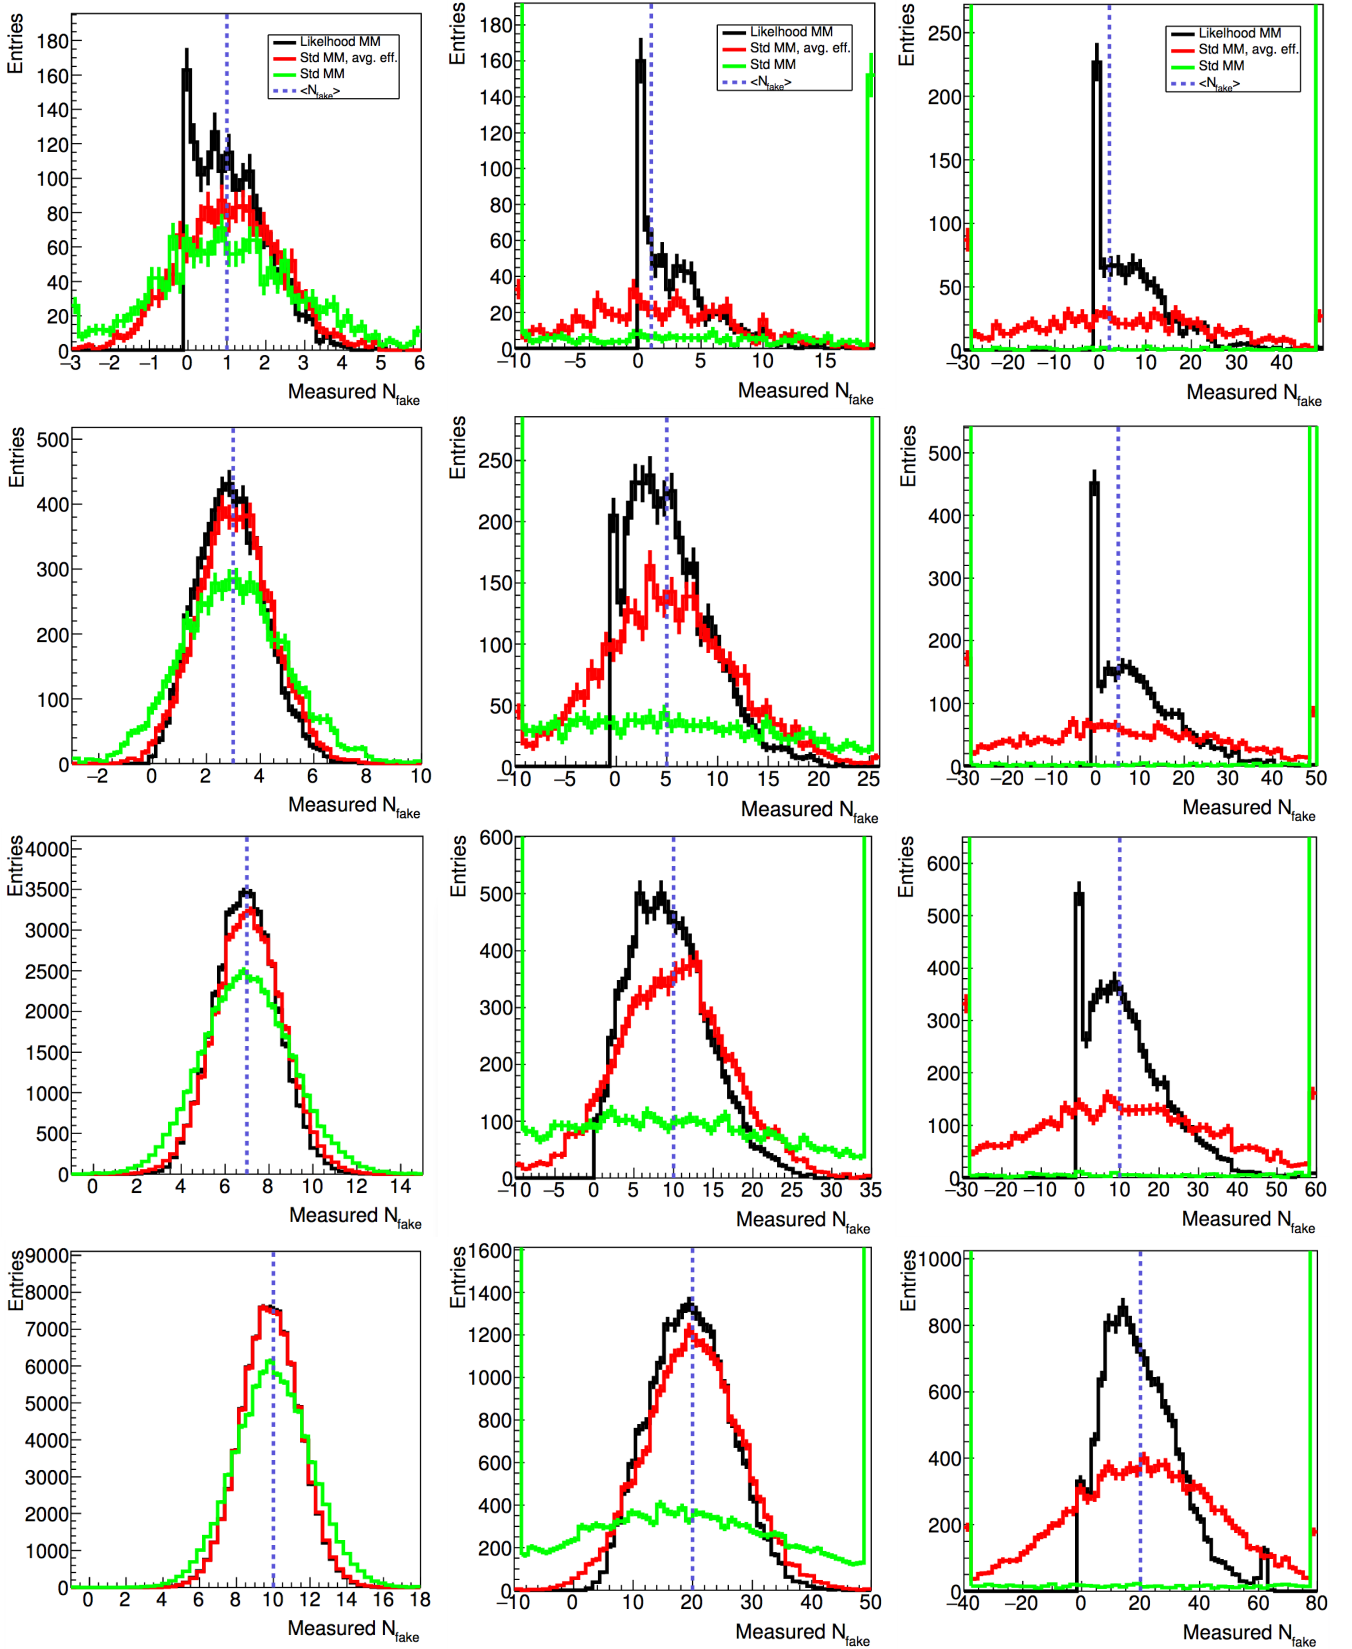 Entries
180
160
140
120
100
80
60
40
20
0
Likelhood MM
Std MM, avg. eff.
Std MM
<N_fake>
−3 −2 −1 0 1 2 3 4 5 6
Measured N_fake
Entries
180
160
140
120
100
80
60
40
20
0
Likelhood MM
Std MM, avg. eff.
Std MM
<N_fake>
−10 −5 0 5 10 15
Measured N_fake
Entries
250
200
150
100
50
0
Likelhood MM
Std MM, avg. eff.
Std MM
<N_fake>
−30 −20 −10 0 10 20 30 40
Measured N_fake
Entries
500
400
300
200
100
0
−2 0 2 4 6 8 10
Measured N_fake
Entries
250
200
150
100
50
0
−10 −5 0 5 10 15 20 25
Measured N_fake
Entries
500
400
300
200
100
0
−30 −20 −10 0 10 20 30 40 50
Measured N_fake
Entries
4000
3500
3000
2500
2000
1500
1000
500
0
0 2 4 6 8 10 12 14
Measured N_fake
Entries
600
500
400
300
200
100
0
−10 −5 0 5 10 15 20 25 30 35
Measured N_fake
Entries
600
500
400
300
200
100
0
−30 −20 −10 0 10 20 30 40 50 60
Measured N_fake
Entries
9000
8000
7000
6000
5000
4000
3000
2000
1000
0
0 2 4 6 8 10 12 14 16 18
Measured N_fake
Entries
1600
1400
1200
1000
800
600
400
200
0
−10 0 10 20 30 40 50
Measured N_fake
Entries
1000
800
600
400
200
0
−40 −20 0 20 40 60 80
Measured N_fake